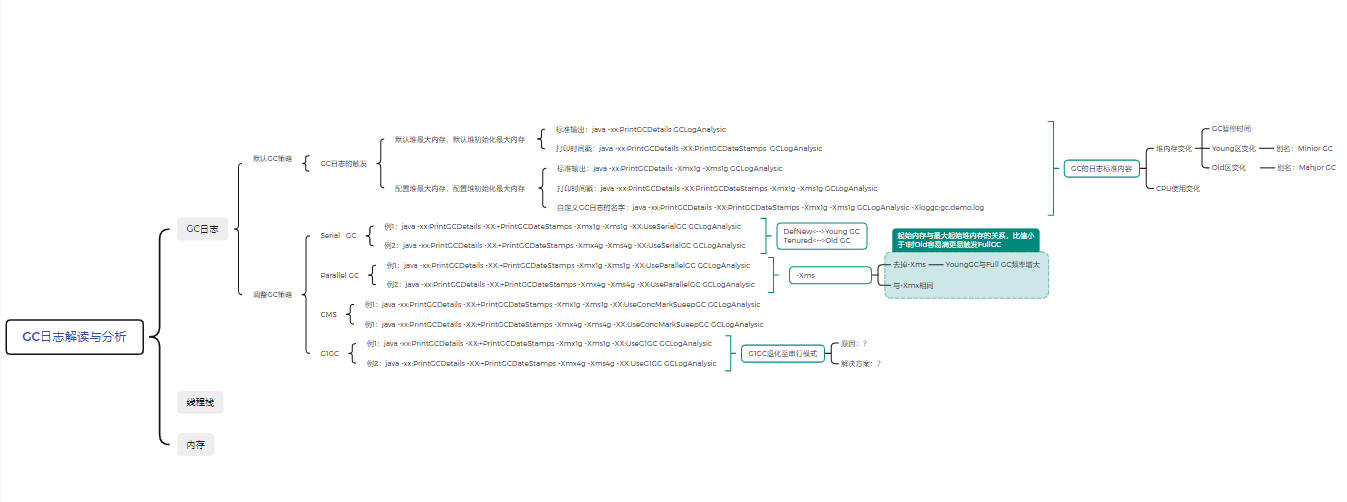 GC日志解读与分析
GC日志
默认GC策略
GC日志的触发
默认堆最大内存，默认堆初始化最大内存
标准输出：java -xx:PrintGCDetails GCLogAnalysic
打印时间戳：java -xx:PrintGCDetails -XX:PrintGCDateStamps GCLogAnalysic
配置堆最大内存，配置堆初始化最大内存
标准输出：java -xx:PrintGCDetails -Xmx1g -Xms1g GCLogAnalysic
打印时间戳：java -xx:PrintGCDetails -XX:PrintGCDateStamps -Xmx1g -Xms1g GCLogAnalysic
自定义GC日志的名字：java -xx:PrintGCDetails -XX:PrintGCDateStamps -Xmx1g -Xms1g GCLogAnalysic -Xloggc:gc.demo.log
GC的日志标准内容
堆内存变化
GC暂停时间
Young区变化
别名：Minior GC
Old区变化
别名：Mahjor GC
CPU使用变化
调整GC策略
Serial GC
例1：java -xx:PrintGCDetails -XX:+PrintGCDateStamps -Xmx1g -Xms1g -XX:UseSerialGC GCLogAnalysic
例2：java -xx:PrintGCDetails -XX:+PrintGCDateStamps -Xmx4g -Xms4g -XX:UseSerialGC GCLogAnalysic
DefNew<-->Young GC
Tenured<-->Old GC
Parallel GC
例1：java -xx:PrintGCDetails -XX:+PrintGCDateStamps -Xmx1g -Xms1g -XX:UseParallelGC GCLogAnalysic
例2：java -xx:PrintGCDetails -XX:+PrintGCDateStamps -Xmx4g -Xms4g -XX:UseParallelGC GCLogAnalysic
-Xms
起始内存与最大起始堆内存的关系，比值小
于1时Old容易满更易触发FullGC
去掉-Xms
YoungGC与Full GC频率增大
与-Xmx相同
CMS
例1：java -xx:PrintGCDetails -XX:+PrintGCDateStamps -Xmx1g -Xms1g -XX:UseConcMarkSueepGC GCLogAnalysic
例1：java -xx:PrintGCDetails -XX:+PrintGCDateStamps -Xmx4g -Xms4g -XX:UseConcMarkSueepGC GCLogAnalysic
G1GC
例1：java -xx:PrintGCDetails -XX:+PrintGCDateStamps -Xmx1g -Xms1g -XX:UseG1GC GCLogAnalysic
例2：java -xx:PrintGCDetails -XX:+PrintGCDateStamps -Xmx4g -Xms4g -XX:UseG1GC GCLogAnalysic
G1GC退化至串行模式
原因：？
解决方案：？
线程栈
内存